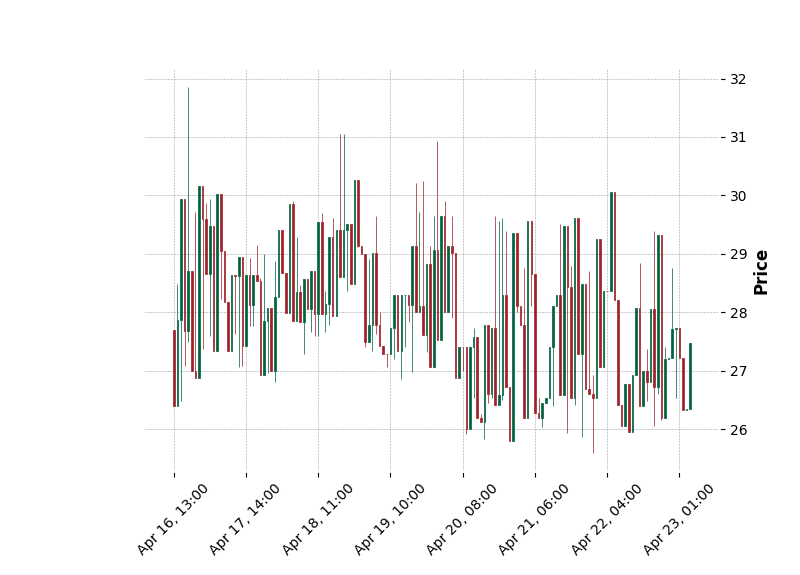 32
31
30
29
28
27
26
Price
Apr 16, 13:00
Apr 17, 14:00
Apr 18, 11:00
Apr 19, 10:00
Apr 20, 08:00
Apr 21, 06:00
Apr 22, 04:00
Apr 23, 01:00